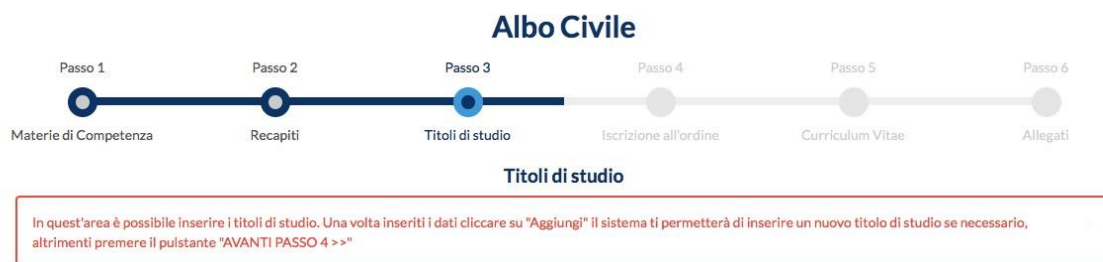 Albo Civile
Passo 1 Passo 2 Passo 3 Passo 4 Passo 5 Passo 6
Materie di Competenza Recapiti Titoli di studio Iscrizione all'ordine Curriculum Vitae Allegati
Titoli di studio
In quest'area è possibile inserire i titoli di studio. Una volta inseriti i dati cliccare su "Aggiungi" il sistema ti permetterà di inserire un nuovo titolo di studio se necessario,
altrimenti premere il pulstante "AVANTI PASSO 4 >>"